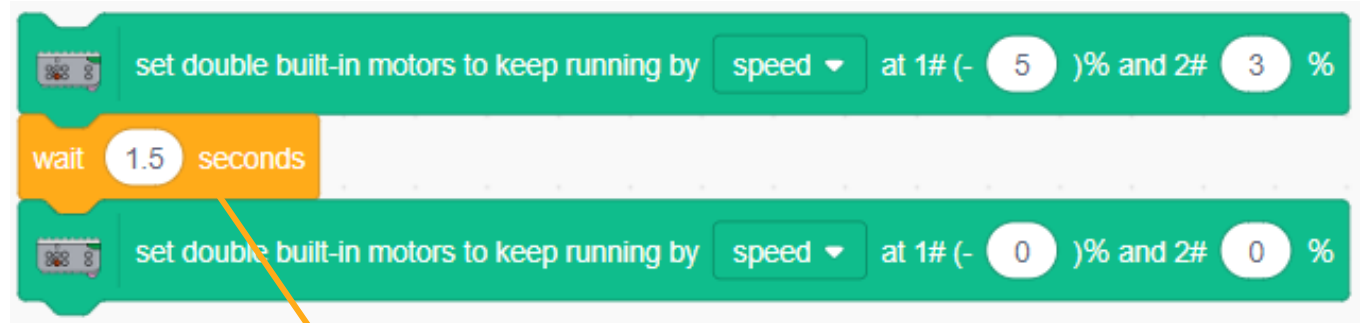 set double built-in motors to keep running by speed at 1# (- 5 )% and 2# 3 %
wait 1.5 seconds
set double built-in motors to keep running by speed at 1# (- 0 )% and 2# 0 %